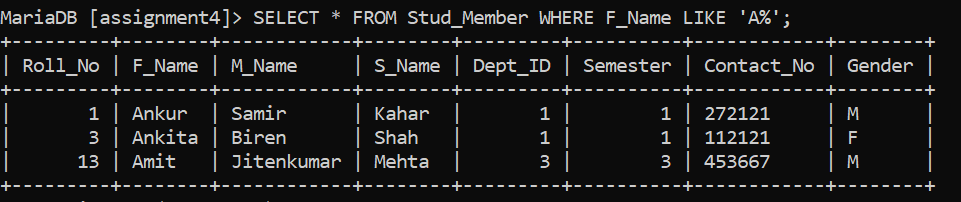 MariaDB [assignment4]> SELECT * FROM Stud_Member WHERE F_Name LIKE 'A%';
+---------+--------+-------------+--------+---------+----------+------------+--------+
| Roll_No | F_Name | M_Name      | S_Name | Dept_ID | Semester | Contact_No | Gender |
+---------+--------+-------------+--------+---------+----------+------------+--------+
|       1 | Ankur  | Samir       | Kahar  |       1 |        1 | 272121     | M      |
|       3 | Ankita | Biren       | Shah   |       1 |        1 | 112121     | F      |
|      13 | Amit   | Jitenkumar | Mehta  |       3 |        3 | 453667     | M      |
+---------+--------+-------------+--------+---------+----------+------------+--------+